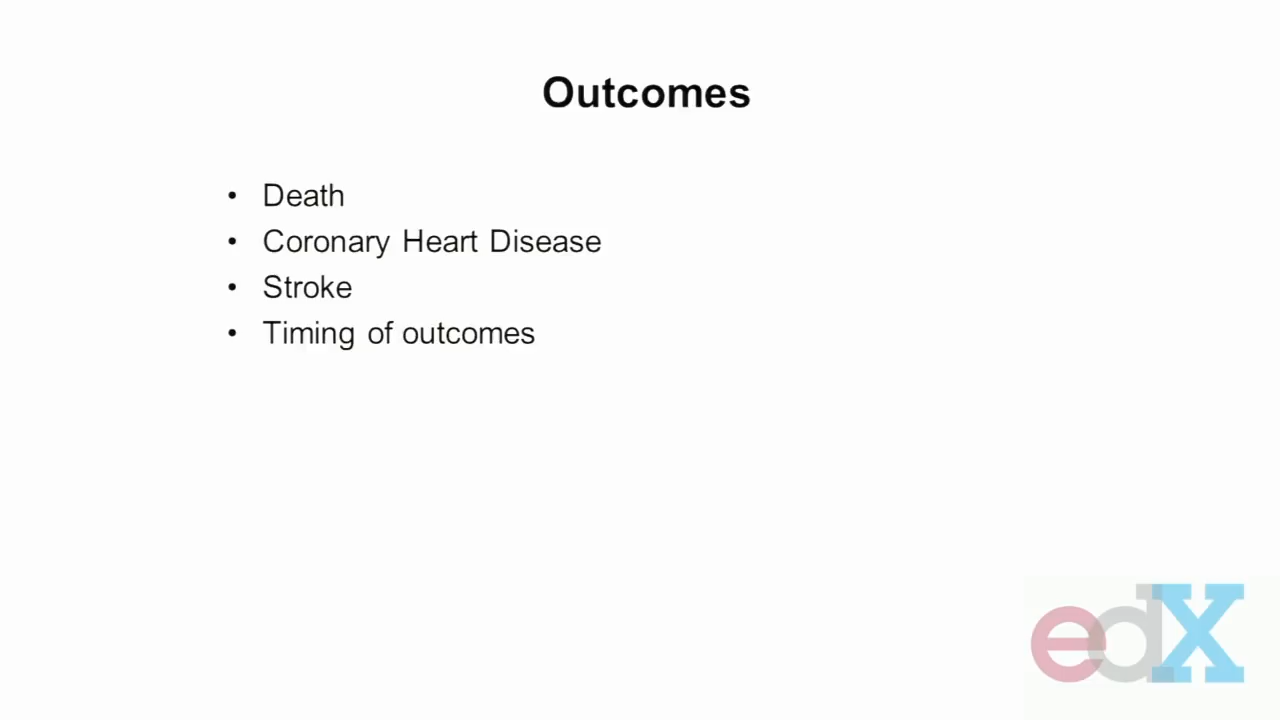 Outcomes
• Death
• Coronary Heart Disease
• Stroke
• Timing of outcomes
edX